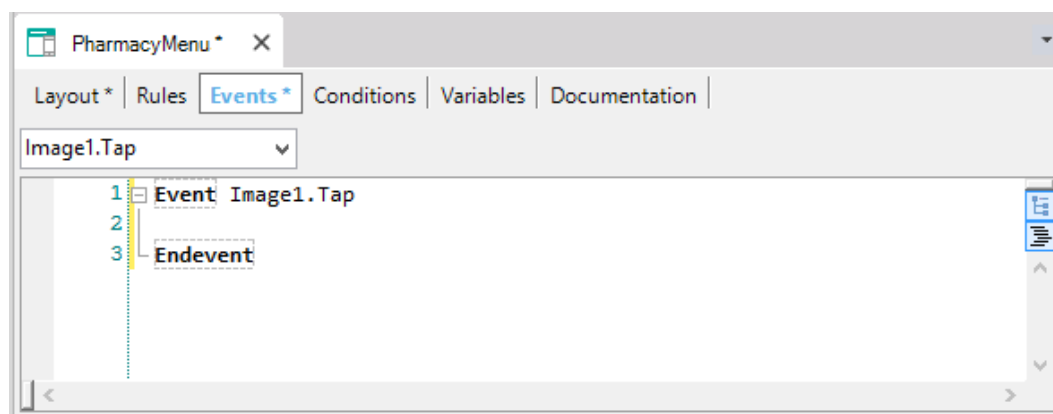 PharmacyMenu *
Layout * Rules Events * Conditions Variables Documentation
Image1.Tap
1 Event Image1.Tap
2
3 Endevent